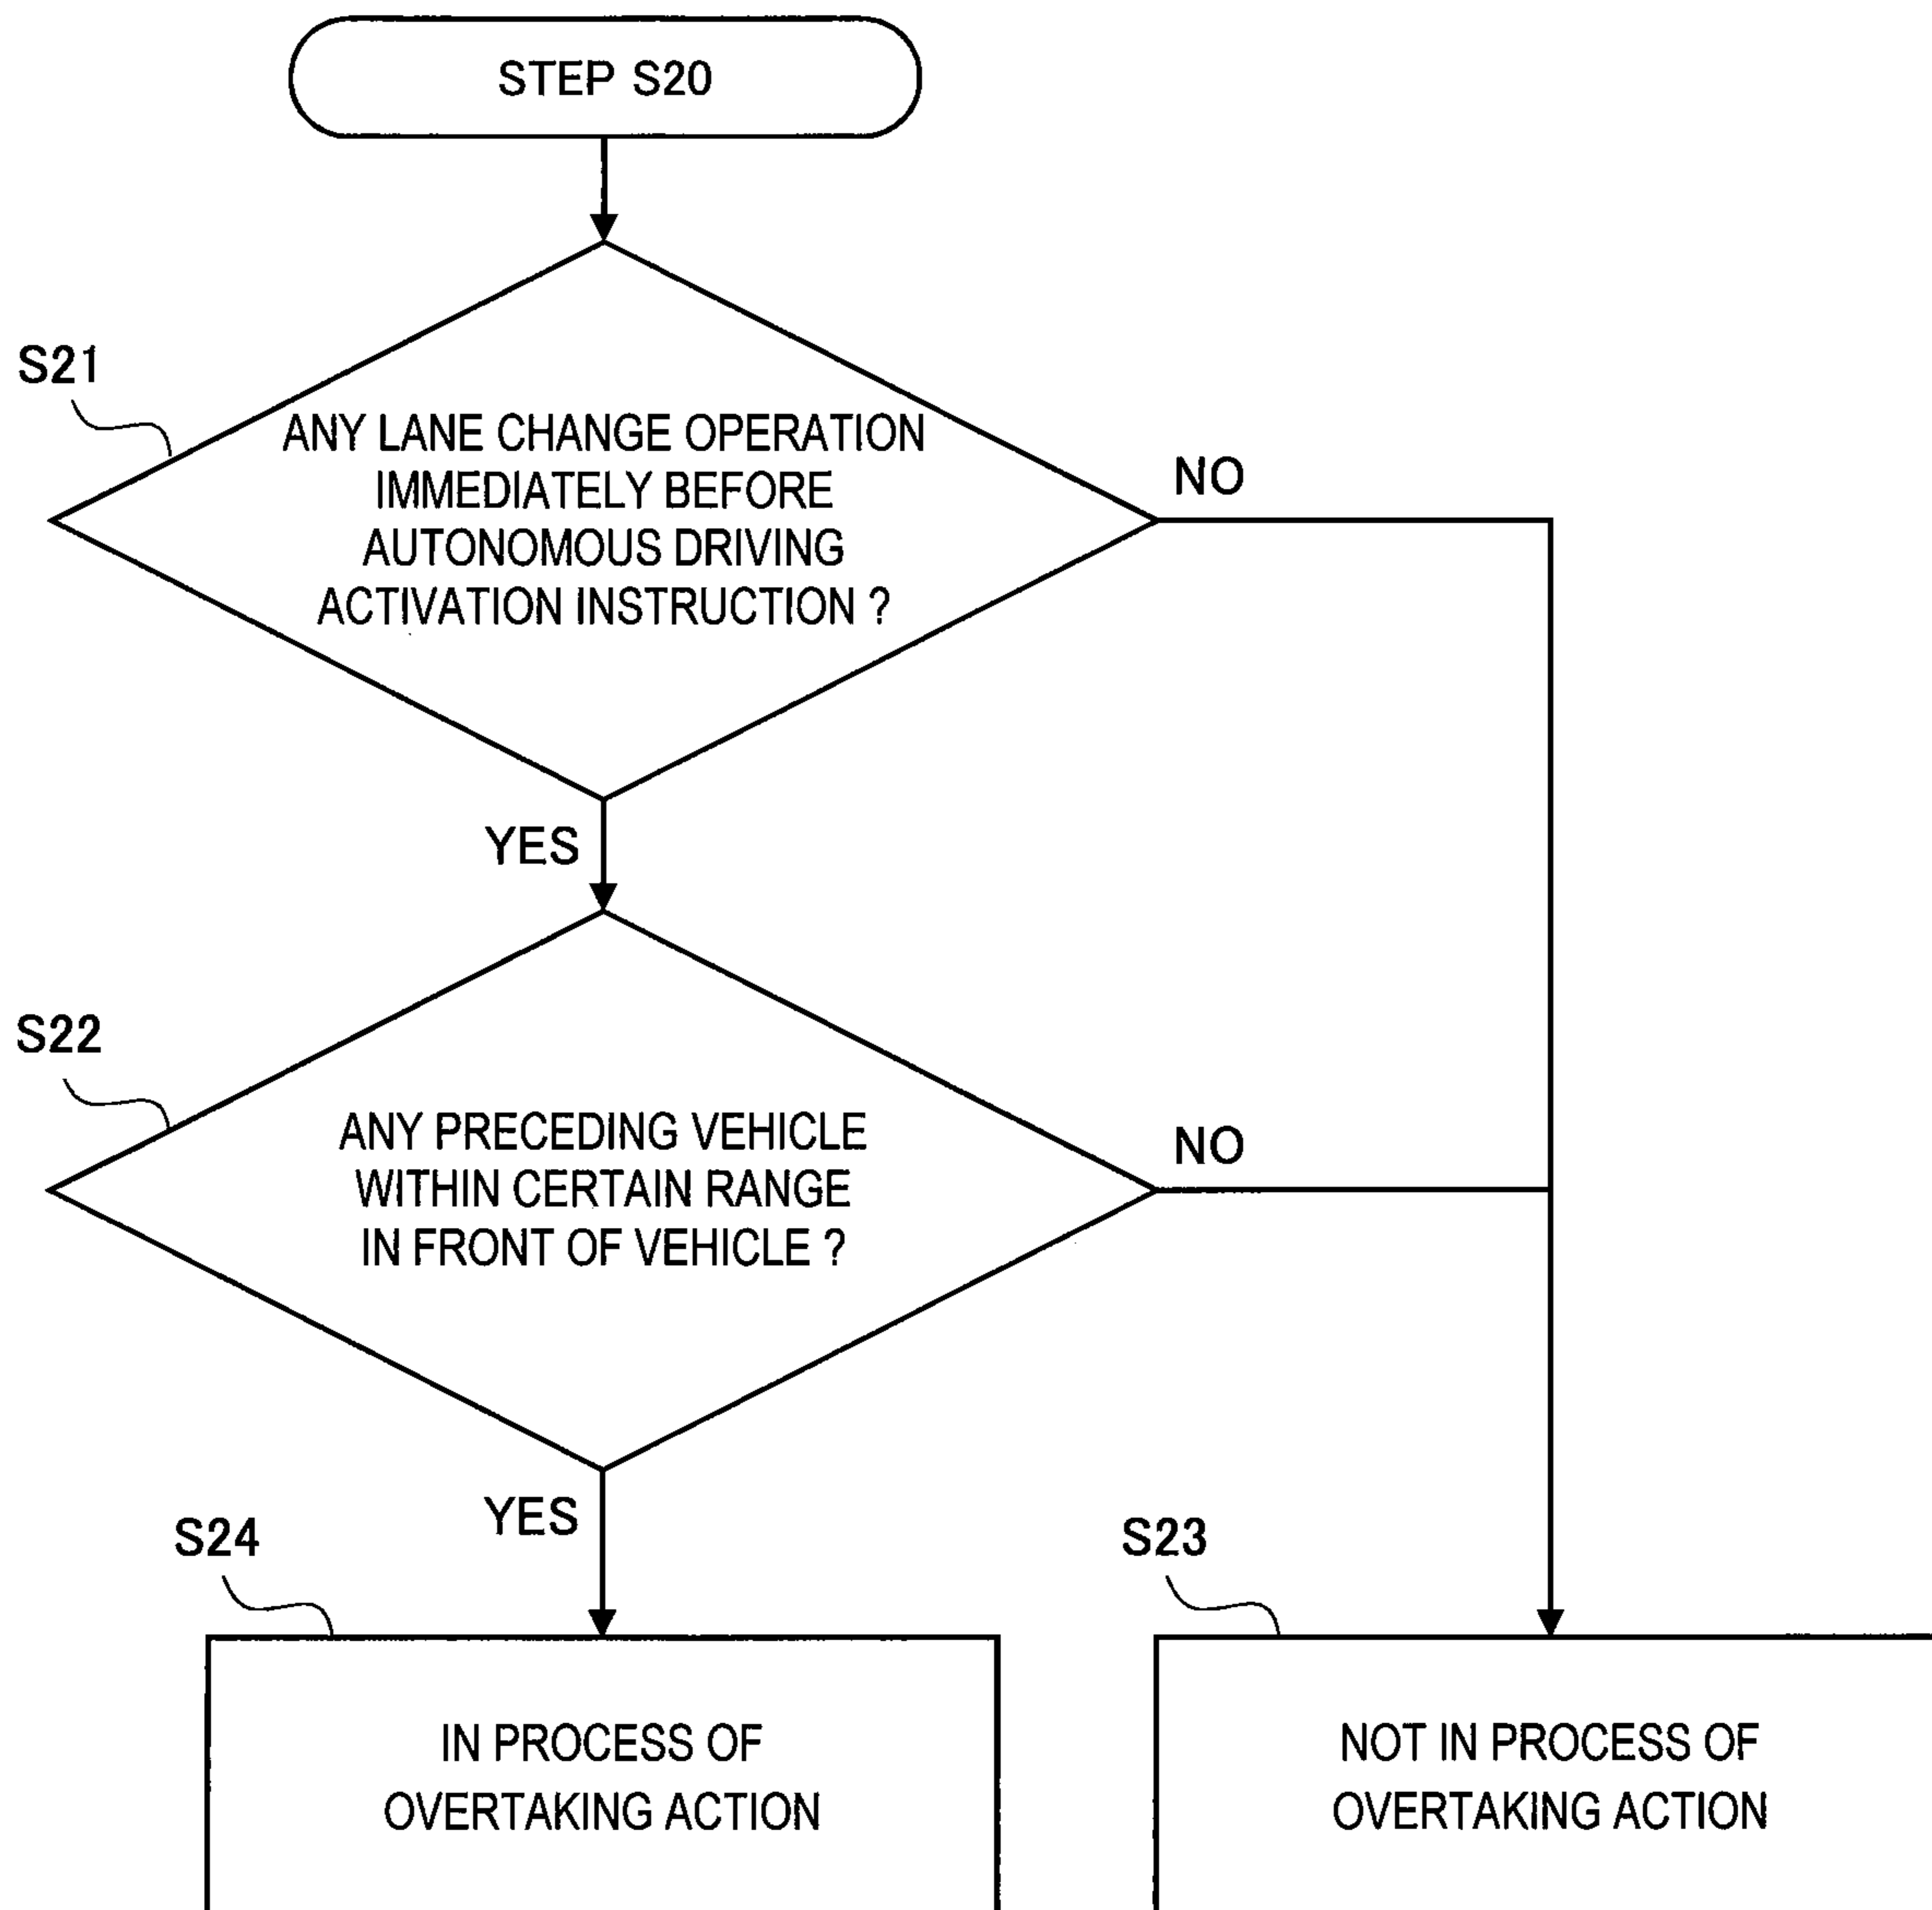 STEP S20
S21
ANY LANE CHANGE OPERATION
IMMEDIATELY BEFORE
AUTONOMOUS DRIVING
ACTIVATION INSTRUCTION ?
NO
YES
S22
ANY PRECEDING VEHICLE
WITHIN CERTAIN RANGE
IN FRONT OF VEHICLE ?
NO
YES
S24
S23
IN PROCESS OF
OVERTAKING ACTION
NOT IN PROCESS OF
OVERTAKING ACTION